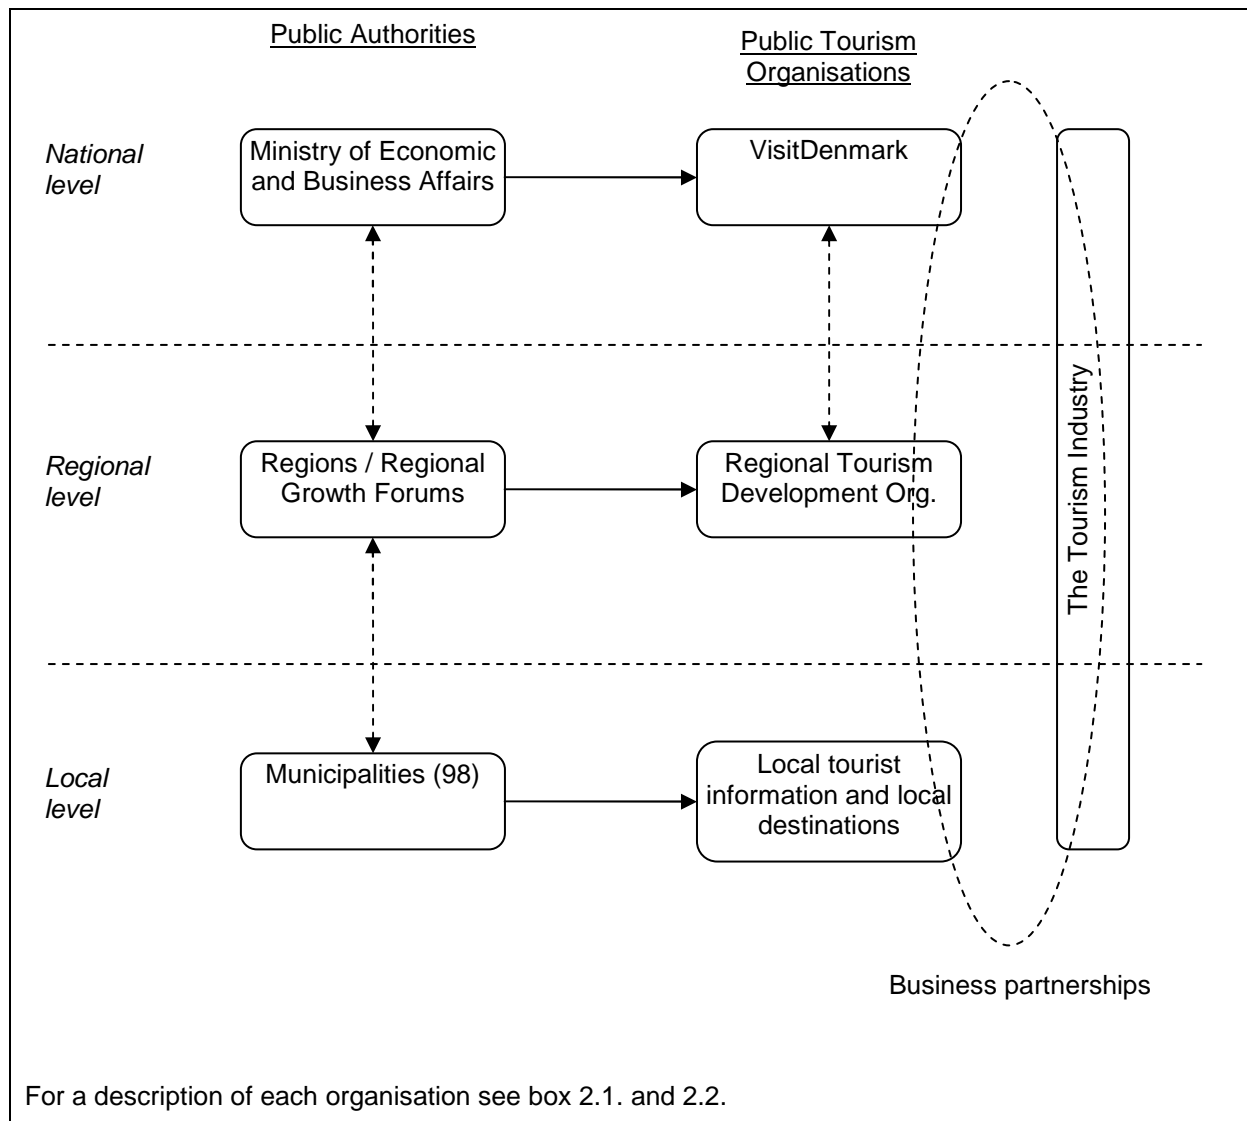 Public Authorities
Public Tourism
Organisations
National
level
Ministry of Economic
and Business Affairs
VisitDenmark
Regional
level
Regions / Regional
Growth Forums
Regional Tourism
Development Org.
The Tourism Industry
Local
level
Municipalities (98)
Local tourist
information and local
destinations
Business partnerships
For a description of each organisation see box 2.1. and 2.2.